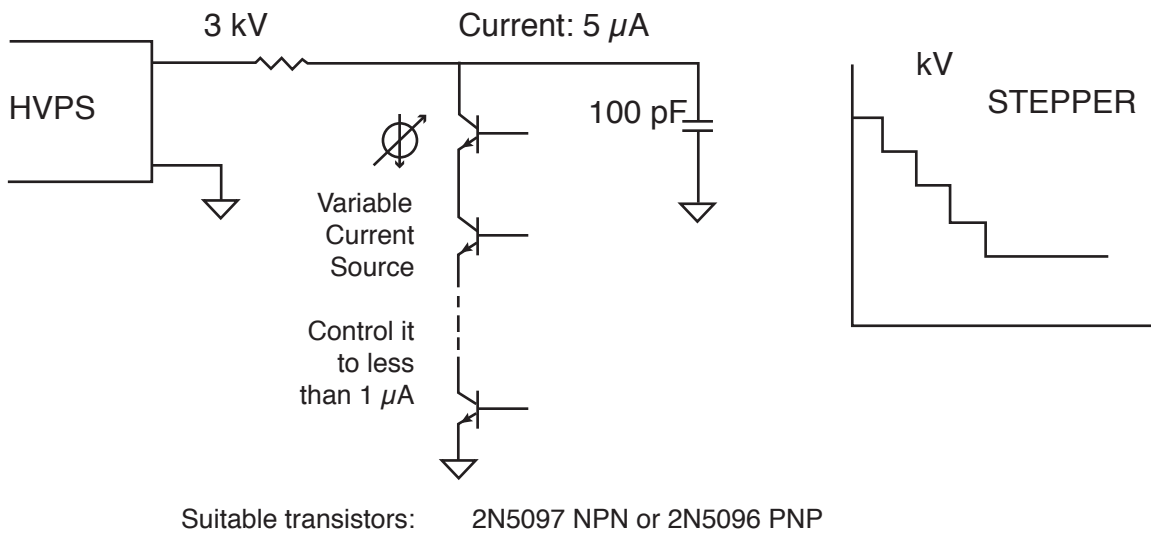 3 kV
Current: 5 µA
HVPS
100 pF
kV
STEPPER
Variable
Current
Source
Control it
to less
than 1 µA
Suitable transistors: 2N5097 NPN or 2N5096 PNP